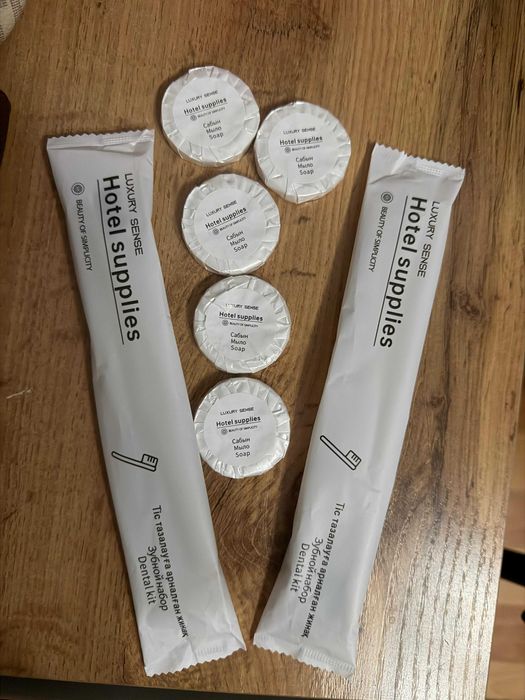 LUXURY SENSE
Hotel supplies
BEAUTY OF SIMPLICITY
Сабын
Мыло
Soap
LUXURY SENSE
Hotel supplies
BEAUTY OF SIMPLICITY
Сабын
Мыло
Soap
LUXURY SENSE
Hotel supplies
BEAUTY OF SIMPLICITY
Сабын
Мыло
Soap
LUXURY SENSE
Hotel supplies
BEAUTY OF SIMPLICITY
Сабын
Мыло
Soap
LUXURY SENSE
Hotel supplies
BEAUTY OF SIMPLICITY
Сабын
Мыло
Soap
LUXURY SENSE
Hotel supplies
BEAUTY OF SIMPLICITY
Тіс тазалауға арналған жинақ
Зубной набор
Dental kit
LUXURY SENSE
Hotel supplies
BEAUTY OF SIMPLICITY
Тіс тазалауға арналған жинақ
Зубной набор
Dental kit